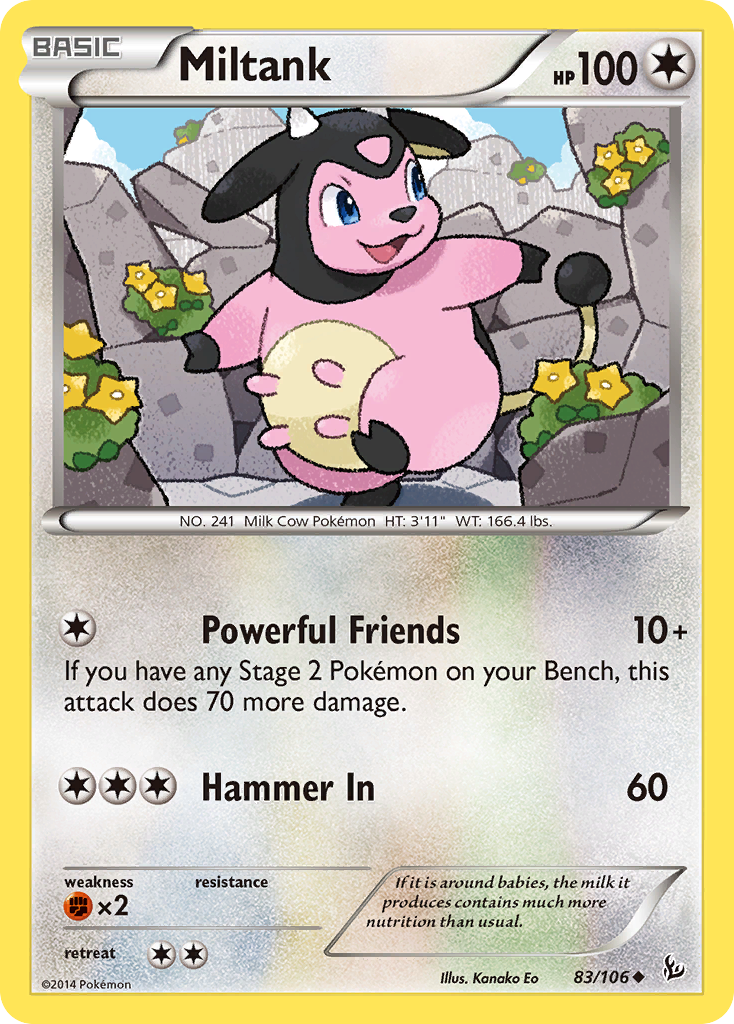 BASIC
Miltank
HP100
NO. 241 Milk Cow Pokémon HT: 3'11" WT: 166.4 lbs.
Powerful Friends 10+
If you have any Stage 2 Pokémon on your Bench, this
attack does 70 more damage.
Hammer In 60
weakness resistance
×2
retreat
If it is around babies, the milk it
produces contains much more
nutrition than usual.
©2014 Pokémon
Illus. Kanako Eo
83/106